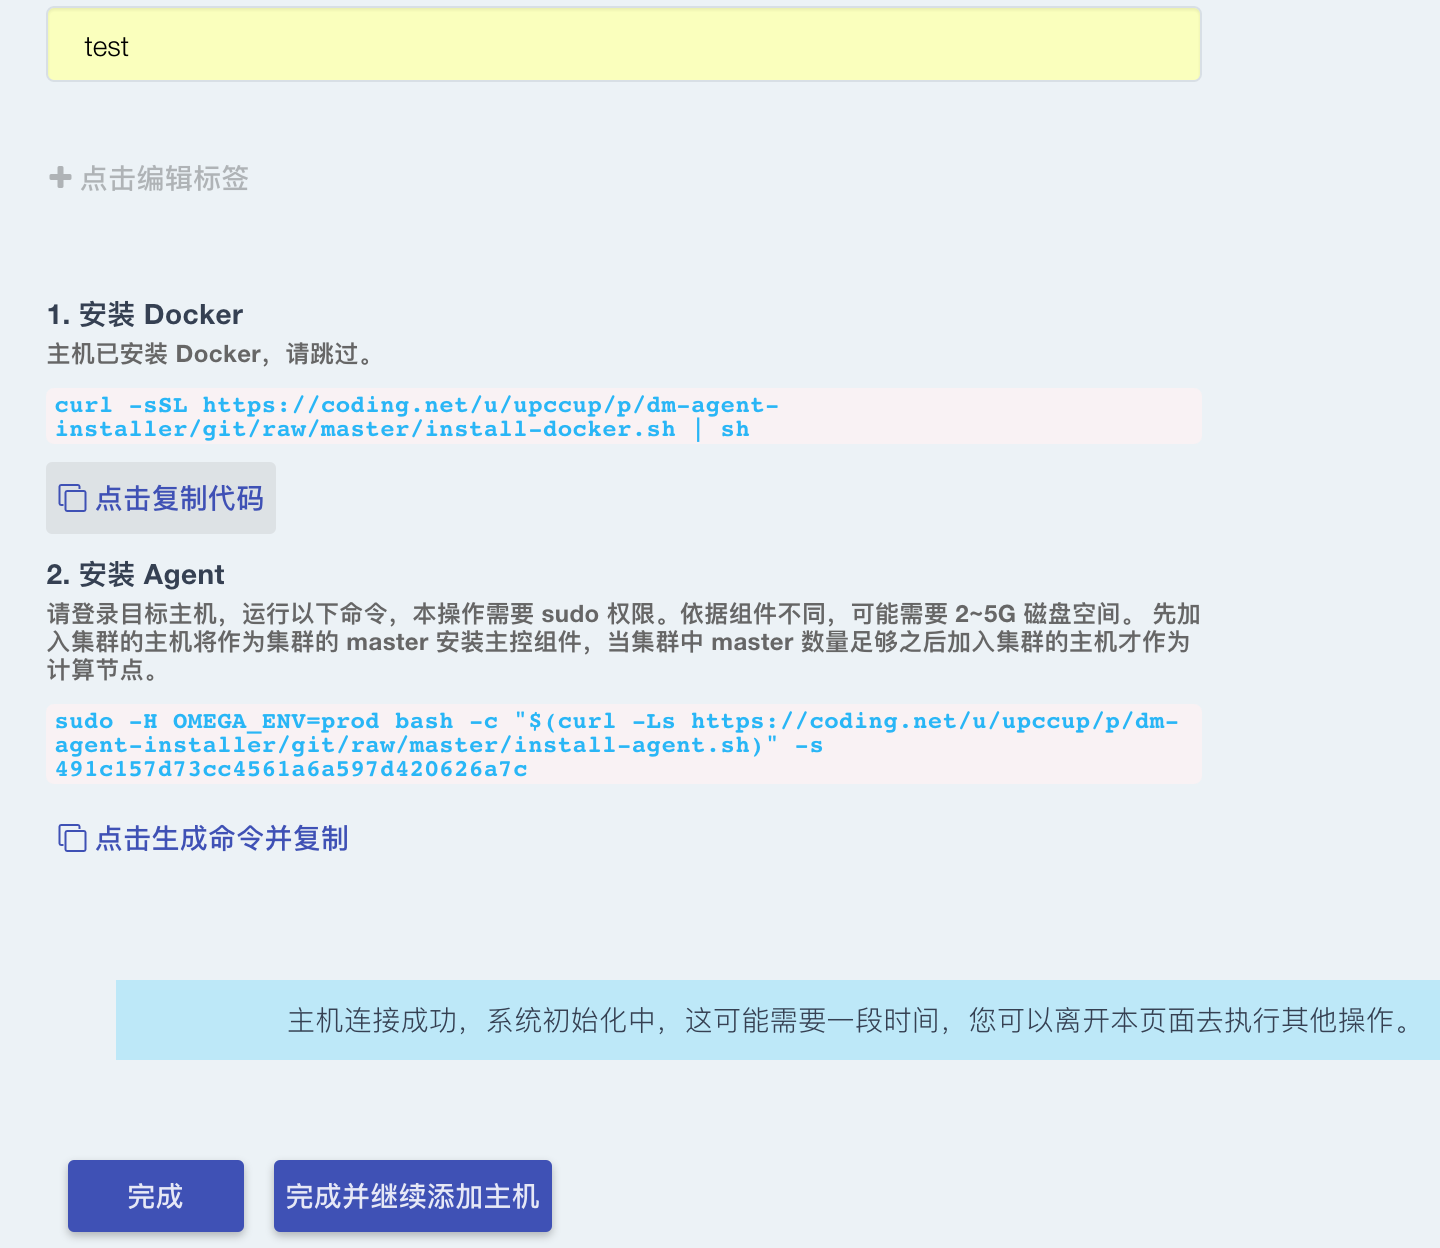 test
点击编辑标签
1. 安装 Docker
主机已安装 Docker，请跳过。
curl -sSL https://coding.net/u/upccup/p/dm-agent-
installer/git/raw/master/install-docker.sh | sh
点击复制代码
2. 安装 Agent
请登录目标主机，运行以下命令，本操作需要 sudo 权限。依据组件不同，可能需要 2~5G 磁盘空间。 先加
入集群的主机将作为集群的 master 安装主控组件，当集群中 master 数量足够之后加入集群的主机才作为
计算节点。
sudo -H OMEGA_ENV=prod bash -c "$(curl -Ls https://coding.net/u/upccup/p/dm-
agent-installer/git/raw/master/install-agent.sh)" -s
491c157d73cc4561a6a597d420626a7c
点击生成命令并复制
主机连接成功，系统初始化中，这可能需要一段时间，您可以离开本页面去执行其他操作。
完成
完成并继续添加主机